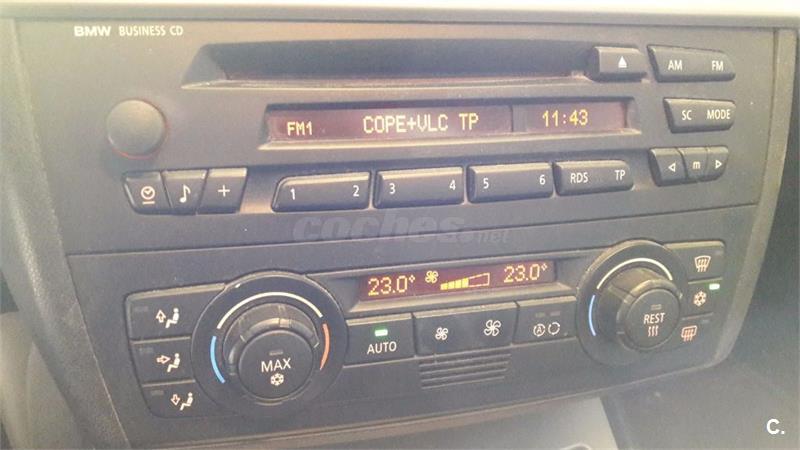 BMW BUSINESS CD
AM FM
FM1 COPE+VLC TP 11:43
SC MODE
1 2 3 4 5 6 RDS TP
m
coches.net
23.0° 23.0°
AUTO
MAX
REST
C.